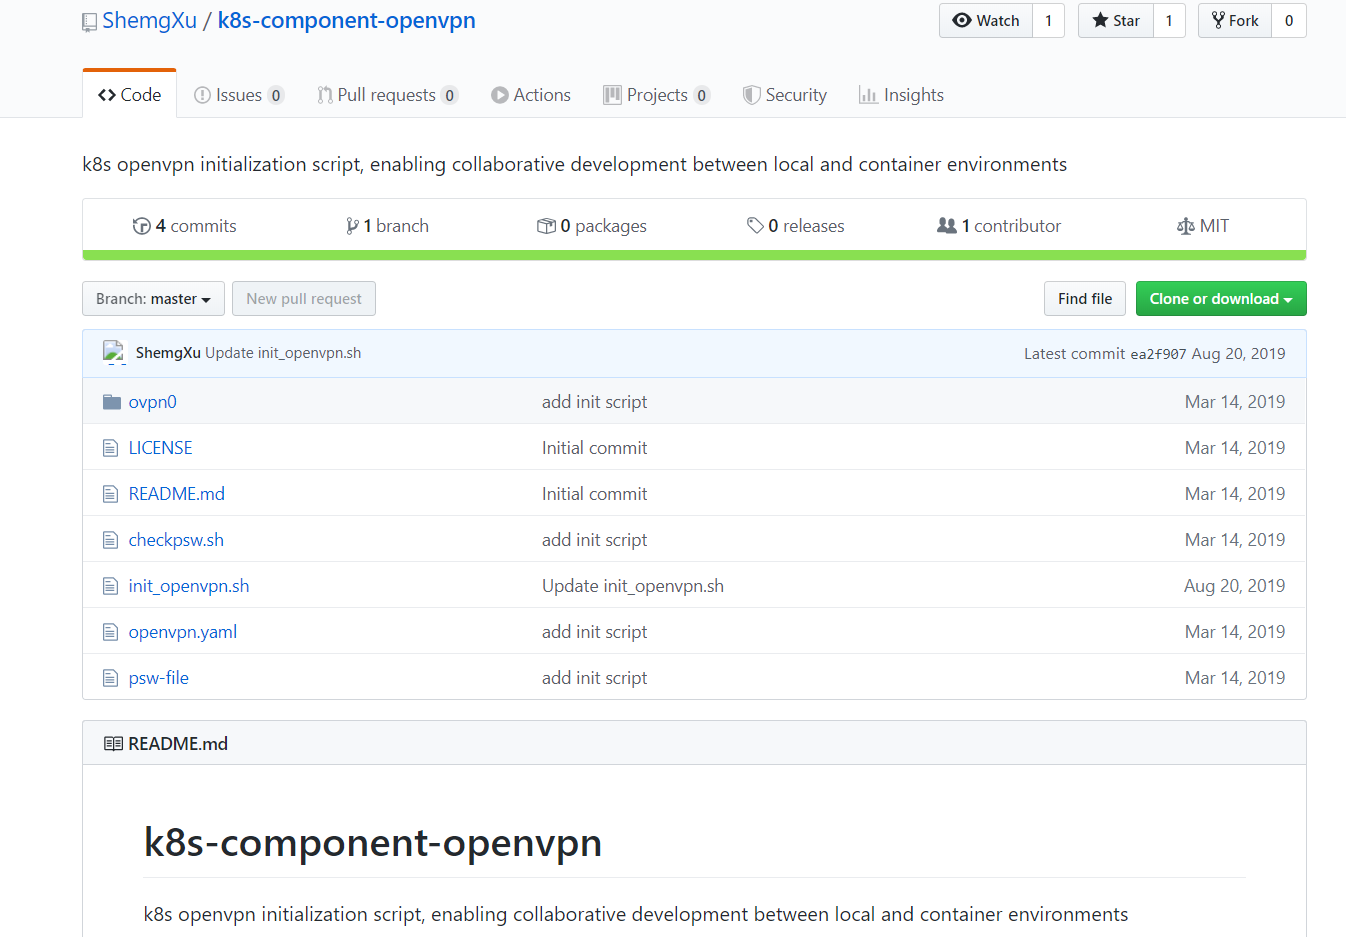 ShemgXu / k8s-component-openvpn
Watch 1 Star 1 Fork 0
Code Issues 0 Pull requests 0 Actions Projects 0 Security Insights
k8s openvpn initialization script, enabling collaborative development between local and container environments
4 commits 1 branch 0 packages 0 releases 1 contributor MIT
Branch: master New pull request Find file Clone or download
ShemgXu Update init_openvpn.sh Latest commit ea2f907 Aug 20, 2019
ovpn0 add init script Mar 14, 2019
LICENSE Initial commit Mar 14, 2019
README.md Initial commit Mar 14, 2019
checkpsw.sh add init script Mar 14, 2019
init_openvpn.sh Update init_openvpn.sh Aug 20, 2019
openvpn.yaml add init script Mar 14, 2019
psw-file add init script Mar 14, 2019
README.md
k8s-component-openvpn
k8s openvpn initialization script, enabling collaborative development between local and container environments